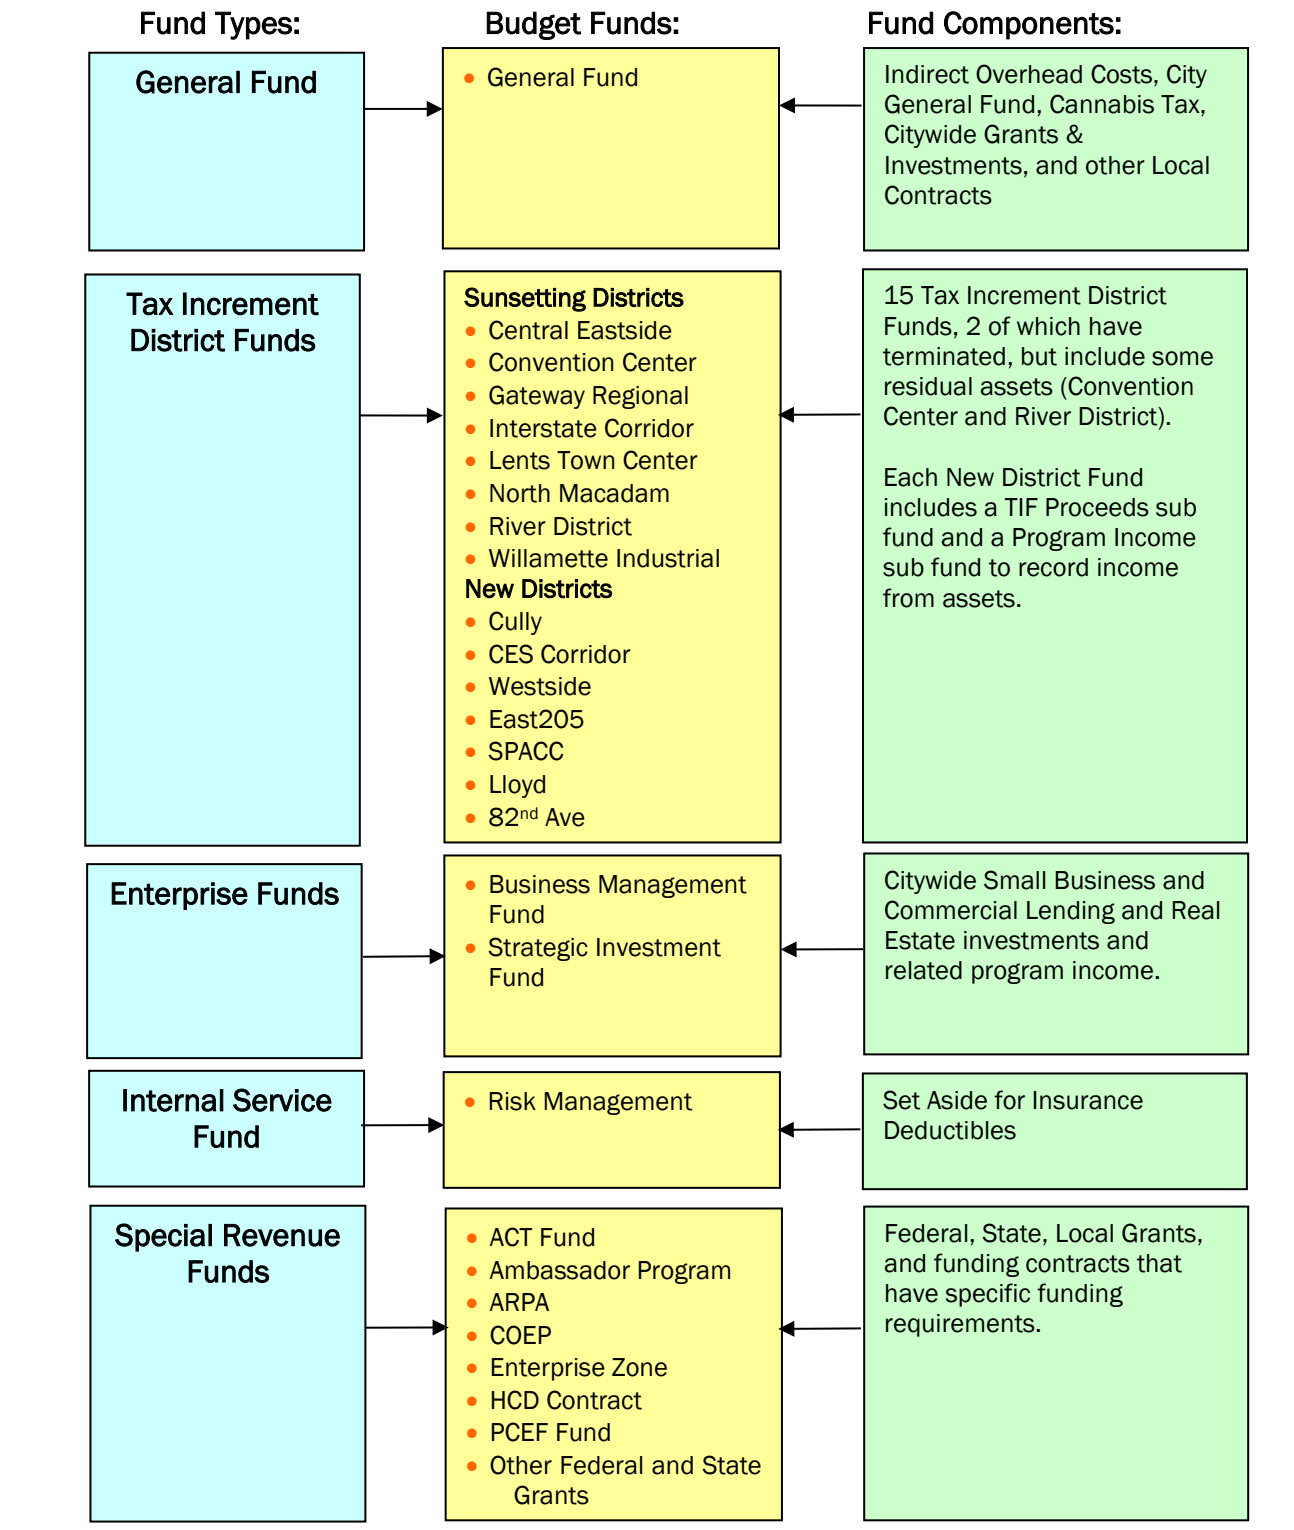 Fund Types:
Budget Funds:
Fund Components:
General Fund
• General Fund
Indirect Overhead Costs, City
General Fund, Cannabis Tax,
Citywide Grants &
Investments, and other Local
Contracts
Tax Increment
District Funds
Sunsetting Districts
• Central Eastside
• Convention Center
• Gateway Regional
• Interstate Corridor
• Lents Town Center
• North Macadam
• River District
• Willamette Industrial
New Districts
• Cully
• CES Corridor
• Westside
• East205
• SPACC
• Lloyd
• 82nd Ave
15 Tax Increment District
Funds, 2 of which have
terminated, but include some
residual assets (Convention
Center and River District).
Each New District Fund
includes a TIF Proceeds sub
fund and a Program Income
sub fund to record income
from assets.
Enterprise Funds
• Business Management
Fund
• Strategic Investment
Fund
Citywide Small Business and
Commercial Lending and Real
Estate investments and
related program income.
Internal Service
Fund
• Risk Management
Set Aside for Insurance
Deductibles
Special Revenue
Funds
• ACT Fund
• Ambassador Program
• ARPA
• COEP
• Enterprise Zone
• HCD Contract
• PCEF Fund
• Other Federal and State
Grants
Federal, State, Local Grants,
and funding contracts that
have specific funding
requirements.